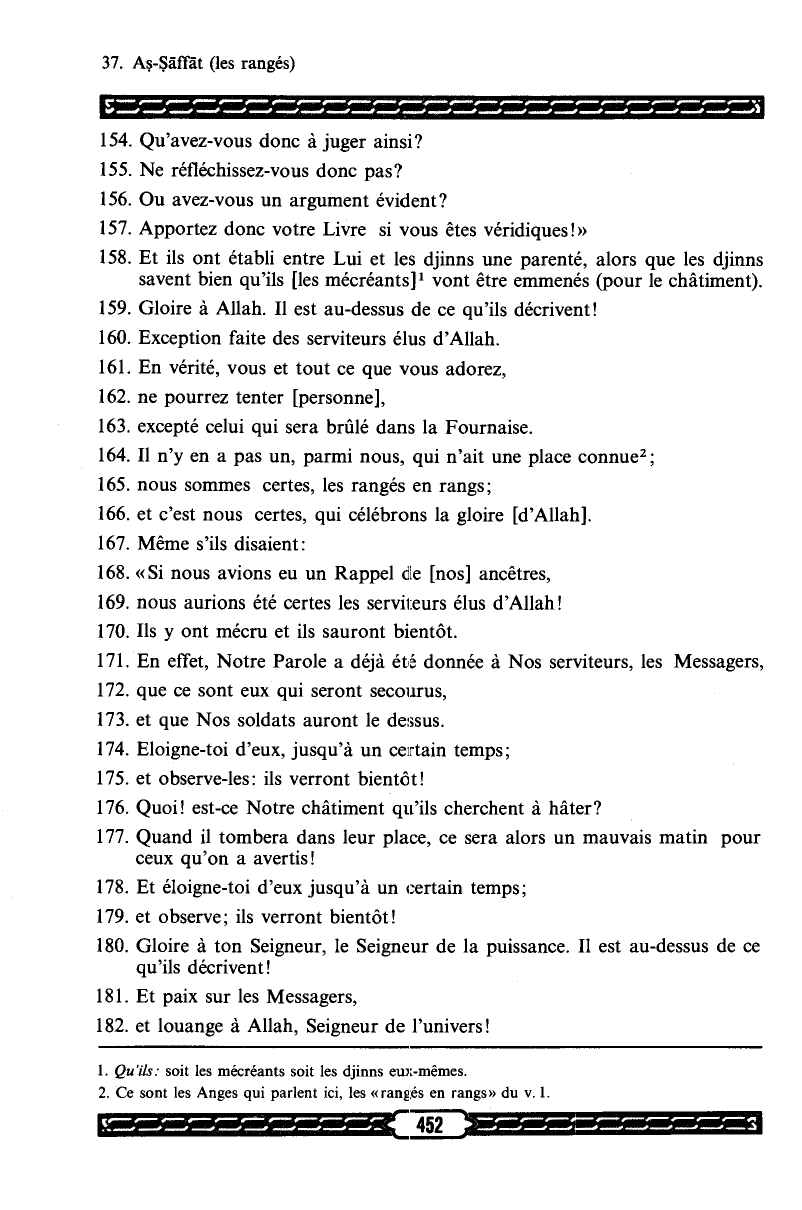 37. Aṣ-Ṣāffāt (les rangés)
154. Qu’avez-vous donc à juger ainsi?
155. Ne réfléchissez-vous donc pas?
156. Ou avez-vous un argument évident?
157. Apportez donc votre Livre si vous êtes véridiques!»
158. Et ils ont établi entre Lui et les djinns une parenté, alors que les djinns
savent bien qu’ils [les mécréants]¹ vont être emmenés (pour le châtiment).
159. Gloire à Allah. Il est au-dessus de ce qu’ils décrivent!
160. Exception faite des serviteurs élus d’Allah.
161. En vérité, vous et tout ce que vous adorez,
162. ne pourrez tenter [personne],
163. excepté celui qui sera brûlé dans la Fournaise.
164. Il n’y en a pas un, parmi nous, qui n’ait une place connue²;
165. nous sommes certes, les rangés en rangs;
166. et c’est nous certes, qui célébrons la gloire [d’Allah].
167. Même s’ils disaient:
168. «Si nous avions eu un Rappel de [nos] ancêtres,
169. nous aurions été certes les serviteurs élus d’Allah!
170. Ils y ont mécru et ils sauront bientôt.
171. En effet, Notre Parole a déjà été donnée à Nos serviteurs, les Messagers,
172. que ce sont eux qui seront secourus,
173. et que Nos soldats auront le dessus.
174. Eloigne-toi d’eux, jusqu’à un certain temps;
175. et observe-les: ils verront bientôt!
176. Quoi! est-ce Notre châtiment qu’ils cherchent à hâter?
177. Quand il tombera dans leur place, ce sera alors un mauvais matin pour
ceux qu’on a avertis!
178. Et éloigne-toi d’eux jusqu’à un certain temps;
179. et observe; ils verront bientôt!
180. Gloire à ton Seigneur, le Seigneur de la puissance. Il est au-dessus de ce
qu’ils décrivent!
181. Et paix sur les Messagers,
182. et louange à Allah, Seigneur de l’univers!
1. Qu’ils: soit les mécréants soit les djinns eux-mêmes.
2. Ce sont les Anges qui parlent ici, les «rangés en rangs» du v. 1.
452